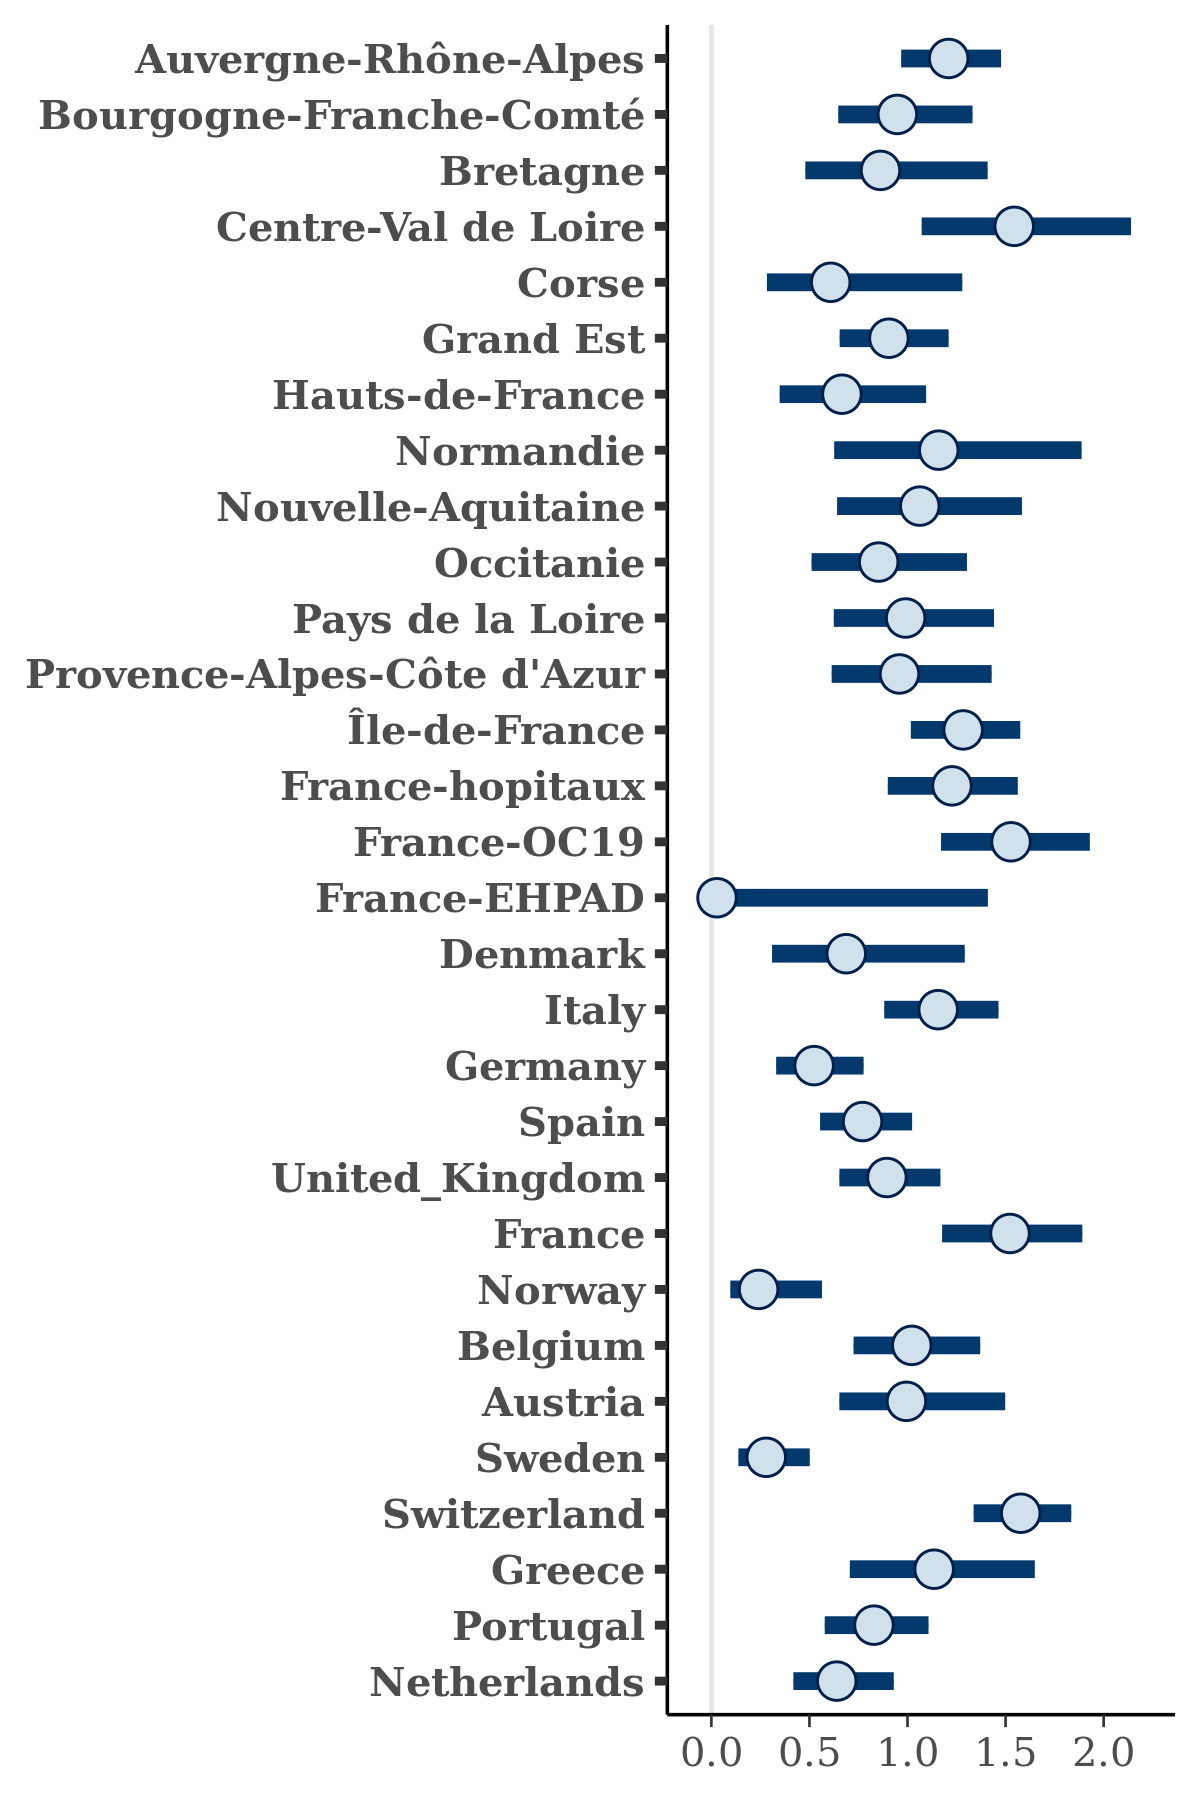 Auvergne-Rhône-Alpes
Bourgogne-Franche-Comté
Bretagne
Centre-Val de Loire
Corse
Grand Est
Hauts-de-France
Normandie
Nouvelle-Aquitaine
Occitanie
Pays de la Loire
Provence-Alpes-Côte d'Azur
Île-de-France
France-hopitaux
France-OC19
France-EHPAD
Denmark
Italy
Germany
Spain
United_Kingdom
France
Norway
Belgium
Austria
Sweden
Switzerland
Greece
Portugal
Netherlands
0.0 0.5 1.0 1.5 2.0